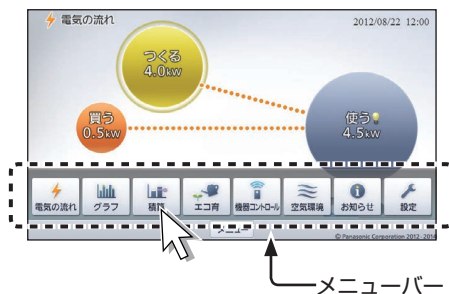 電気の流れ
2012/08/22 12:00
つくる
4.0kw
買う
0.5kw
使う
4.5kw
電気の流れ グラフ 積算 エコ育 機器コントロール 空気環境 お知らせ 設定
メニュー
© Panasonic Corporation 2012-2014
メニューバー